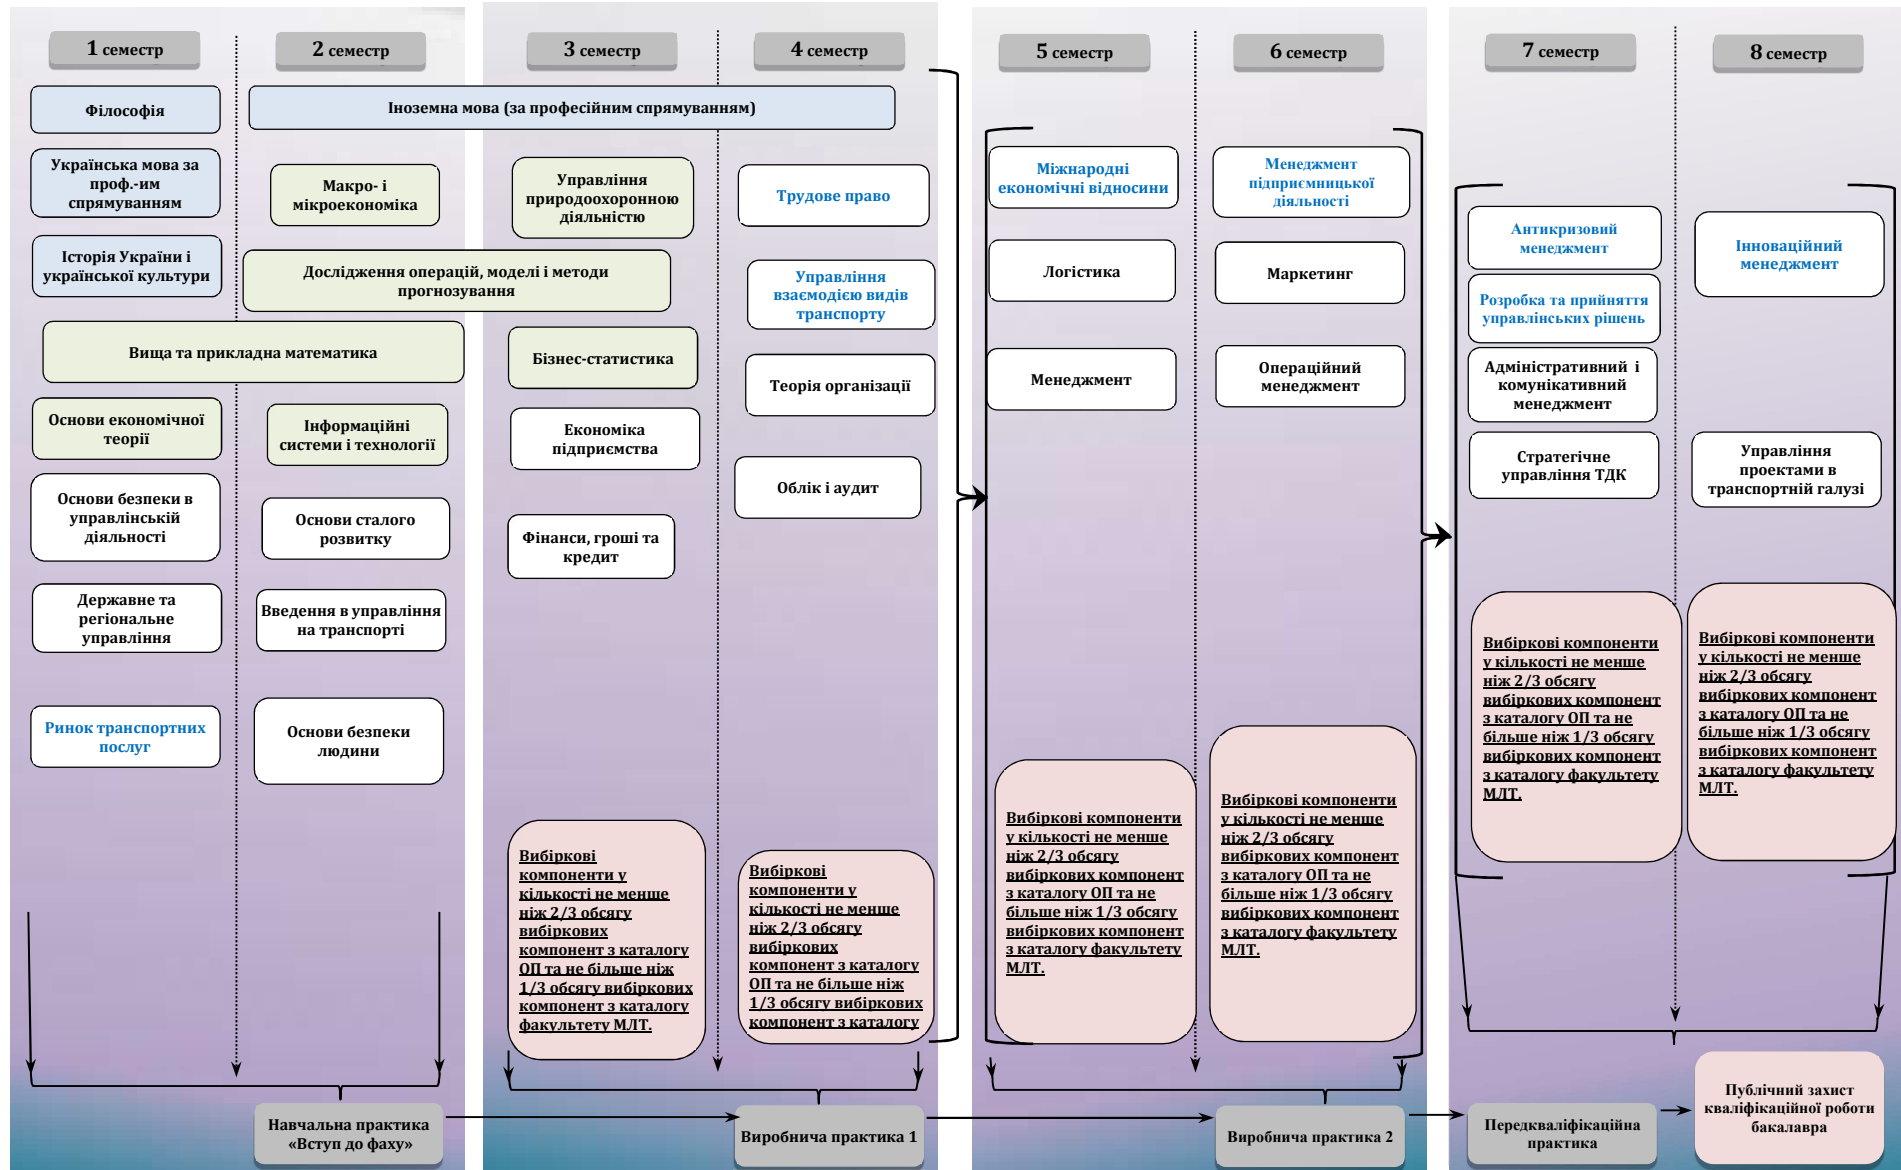 1 семестр
2 семестр
3 семестр
4 семестр
5 семестр
6 семестр
7 семестр
8 семестр
Філософія
Іноземна мова (за професійним спрямуванням)
Українська мова за
проф.-им
спрямуванням
Історія України і
української культури
Вища та прикладна математика
Основи економічної
теорії
Основи безпеки в
управлінській
діяльності
Державне та
регіональне
управління
Ринок транспортних
послуг
Макро- і
мікроекономіка
Дослідження операцій, моделі і методи
прогнозування
Інформаційні
системи і технології
Основи сталого
розвитку
Введення в управління
на транспорті
Основи безпеки
людини
Управління
природоохоронною
діяльністю
Бізнес-статистика
Економіка
підприємства
Фінанси, гроші та
кредит
Вибіркові
компоненти у
кількості не менше
ніж 2/3 обсягу
вибіркових
компонент з каталогу
ОП та не більше ніж
1/3 обсягу вибіркових
компонент з каталогу
факультету МЛТ.
Трудове право
Управління
взаємодією видів
транспорту
Теорія організації
Облік і аудит
Вибіркові
компоненти у
кількості не менше
ніж 2/3 обсягу
вибіркових
компонент з каталогу
ОП та не більше ніж
1/3 обсягу вибіркових
компонент з каталогу
Міжнародні
економічні відносини
Логістика
Менеджмент
Вибіркові компоненти
у кількості не менше
ніж 2/3 обсягу
вибіркових компонент
з каталогу ОП та не
більше ніж 1/3 обсягу
вибіркових компонент
з каталогу факультету
МЛТ.
Менеджмент
підприємницької
діяльності
Маркетинг
Операційний
менеджмент
Вибіркові компоненти
у кількості не менше
ніж 2/3 обсягу
вибіркових компонент
з каталогу ОП та не
більше ніж 1/3 обсягу
вибіркових компонент
з каталогу факультету
МЛТ.
Антикризовий
менеджмент
Розробка та прийняття
управлінських рішень
Адміністративний і
комунікативний
менеджмент
Стратегічне
управління ТДК
Вибіркові компоненти
у кількості не менше
ніж 2/3 обсягу
вибіркових компонент
з каталогу ОП та не
більше ніж 1/3 обсягу
вибіркових компонент
з каталогу факультету
МЛТ.
Інноваційний
менеджмент
Управління
проектами в
транспортній галузі
Вибіркові компоненти
у кількості не менше
ніж 2/3 обсягу
вибіркових компонент
з каталогу ОП та не
більше ніж 1/3 обсягу
вибіркових компонент
з каталогу факультету
МЛТ.
Навчальна практика
«Вступ до фаху»
Виробнича практика 1
Виробнича практика 2
Передкваліфікаційна
практика
Публічний захист
кваліфікаційної роботи
бакалавра